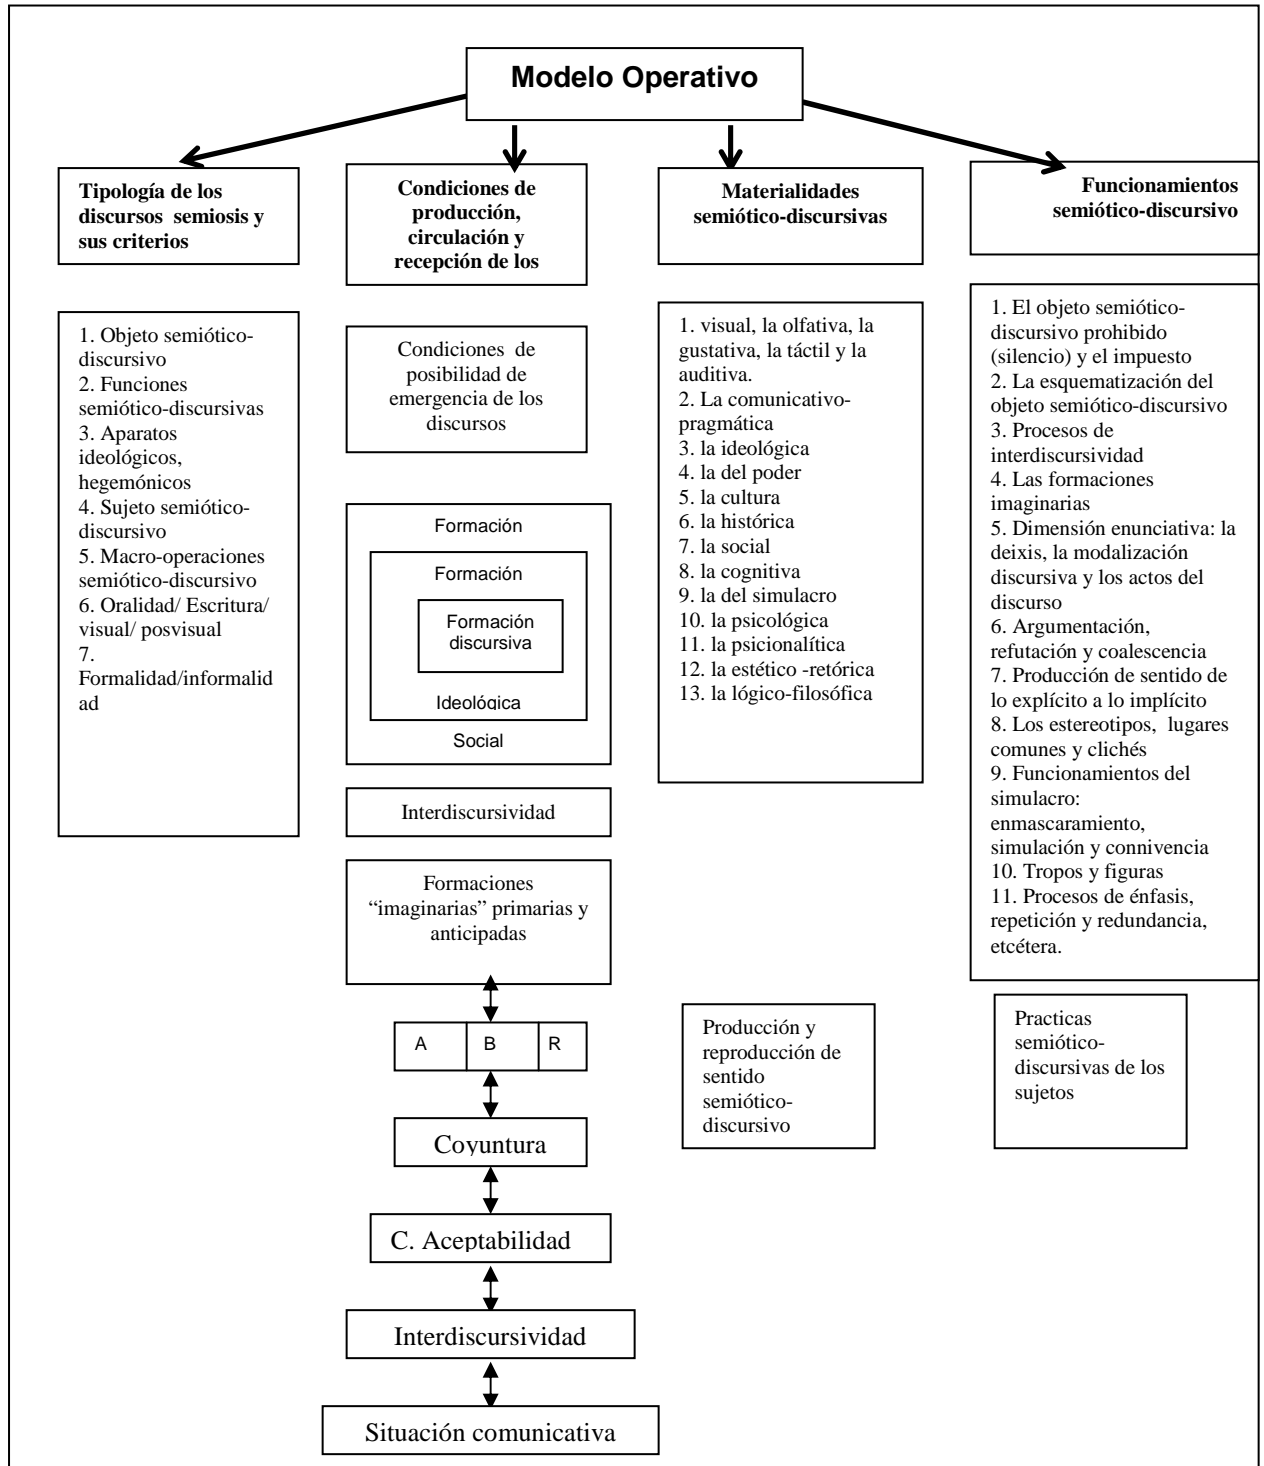 Modelo Operativo
Tipología de los
discursos semiosis y
sus criterios
Condiciones de
producción,
circulación y
recepción de los
Materialidades
semiótico-discursivas
Funcionamientos
semiótico-discursivo
1. Objeto semiótico-
discursivo
2. Funciones
semiótico-discursivas
3. Aparatos
ideológicos,
hegemónicos
4. Sujeto semiótico-
discursivo
5. Macro-operaciones
semiótico-discursivo
6. Oralidad/ Escritura/
visual/ posvisual
7.
Formalidad/informalid
ad
Condiciones de
posibilidad de
emergencia de los
discursos
Formación
Formación
Formación
discursiva
Ideológica
Social
Interdiscursividad
Formaciones
“imaginarias” primarias y
anticipadas
A B R
Coyuntura
C. Aceptabilidad
Interdiscursividad
Situación comunicativa
1. visual, la olfativa, la
gustativa, la táctil y la
auditiva.
2. La comunicativo-
pragmática
3. la ideológica
4. la del poder
5. la cultura
6. la histórica
7. la social
8. la cognitiva
9. la del simulacro
10. la psicológica
11. la psicionalítica
12. la estético -retórica
13. la lógico-filosófica
Producción y
reproducción de
sentido
semiótico-
discursivo
1. El objeto semiótico-
discursivo prohibido
(silencio) y el impuesto
2. La esquematización del
objeto semiótico-discursivo
3. Procesos de
interdiscursividad
4. Las formaciones
imaginarias
5. Dimensión enunciativa: la
deixis, la modalización
discursiva y los actos del
discurso
6. Argumentación,
refutación y coalescencia
7. Producción de sentido de
lo explícito a lo implícito
8. Los estereotipos, lugares
comunes y clichés
9. Funcionamientos del
simulacro:
enmascaramiento,
simulación y connivencia
10. Tropos y figuras
11. Procesos de énfasis,
repetición y redundancia,
etcétera.
Practicas
semiótico-
discursivas de los
sujetos